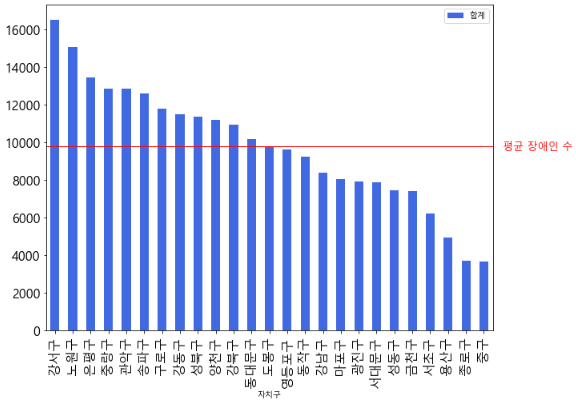 합계
16000
14000
12000
10000
8000
6000
4000
2000
0
평균 장애인 수
강서구
노원구
은평구
중랑구
관악구
송파구
구로구
강동구
성북구
양천구
강북구
동대문구
도봉구
영등포구
동작구
강남구
마포구
광진구
서대문구
성동구
금천구
서초구
용산구
종로구
중구
자치구